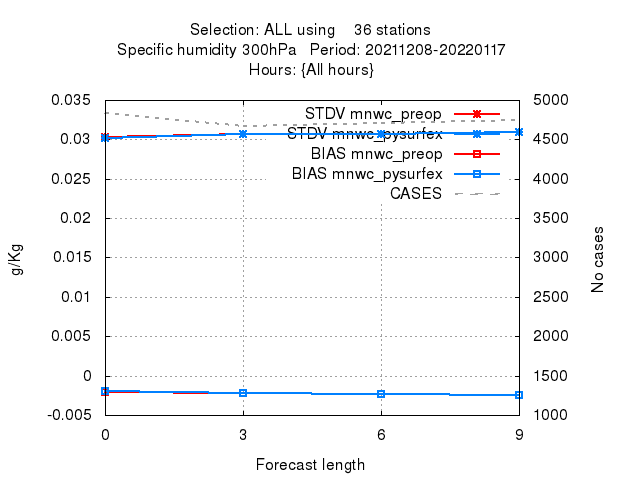 Selection: ALL using    36 stations
Specific humidity 300hPa   Period: 20211208-20220117
Hours: {All hours}
0.035
0.03
0.025
0.02
0.015
0.01
0.005
0
-0.005
g/Kg
STDV mnwc_preop
STDV mnwc_pysurfex
BIAS mnwc_preop
BIAS mnwc_pysurfex
CASES
5000
4500
4000
3500
3000
2500
2000
1500
1000
No cases
0 3 6 9
Forecast length